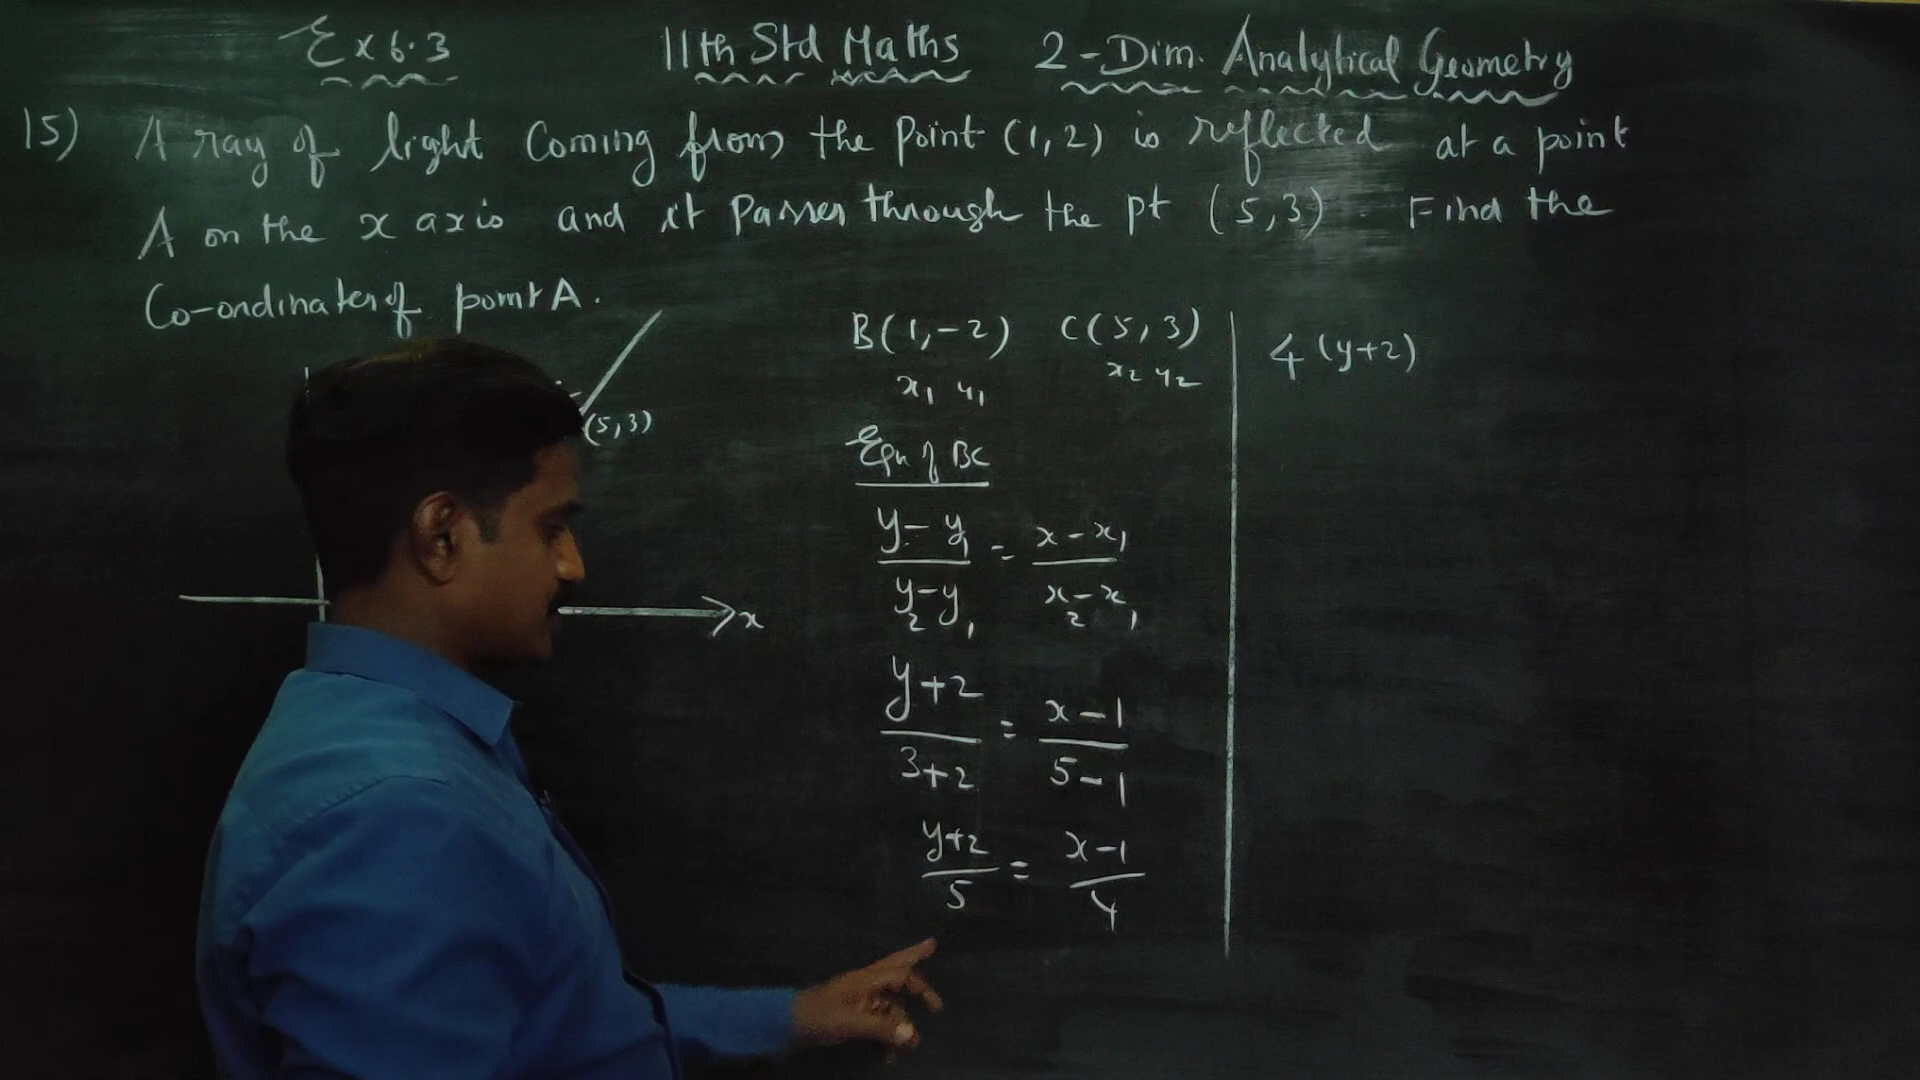 Ex 6.3 11th Std Maths 2-Dim. Analytical Geometry
15) A ray of light Coming from the point (1,2) is reflected at a point
A on the x axis and it passes through the pt (5,3). Find the
Co-ordinates of point A.
(5,3)
x
B(1,-2) C(5,3)
x₁ y₁ x₂ y₂
Eqn of BC
y-y₁ / y₂-y₁ = x-x₁ / x₂-x₁
y+2 / 3+2 = x-1 / 5-1
y+2 / 5 = x-1 / 4
4(y+2)